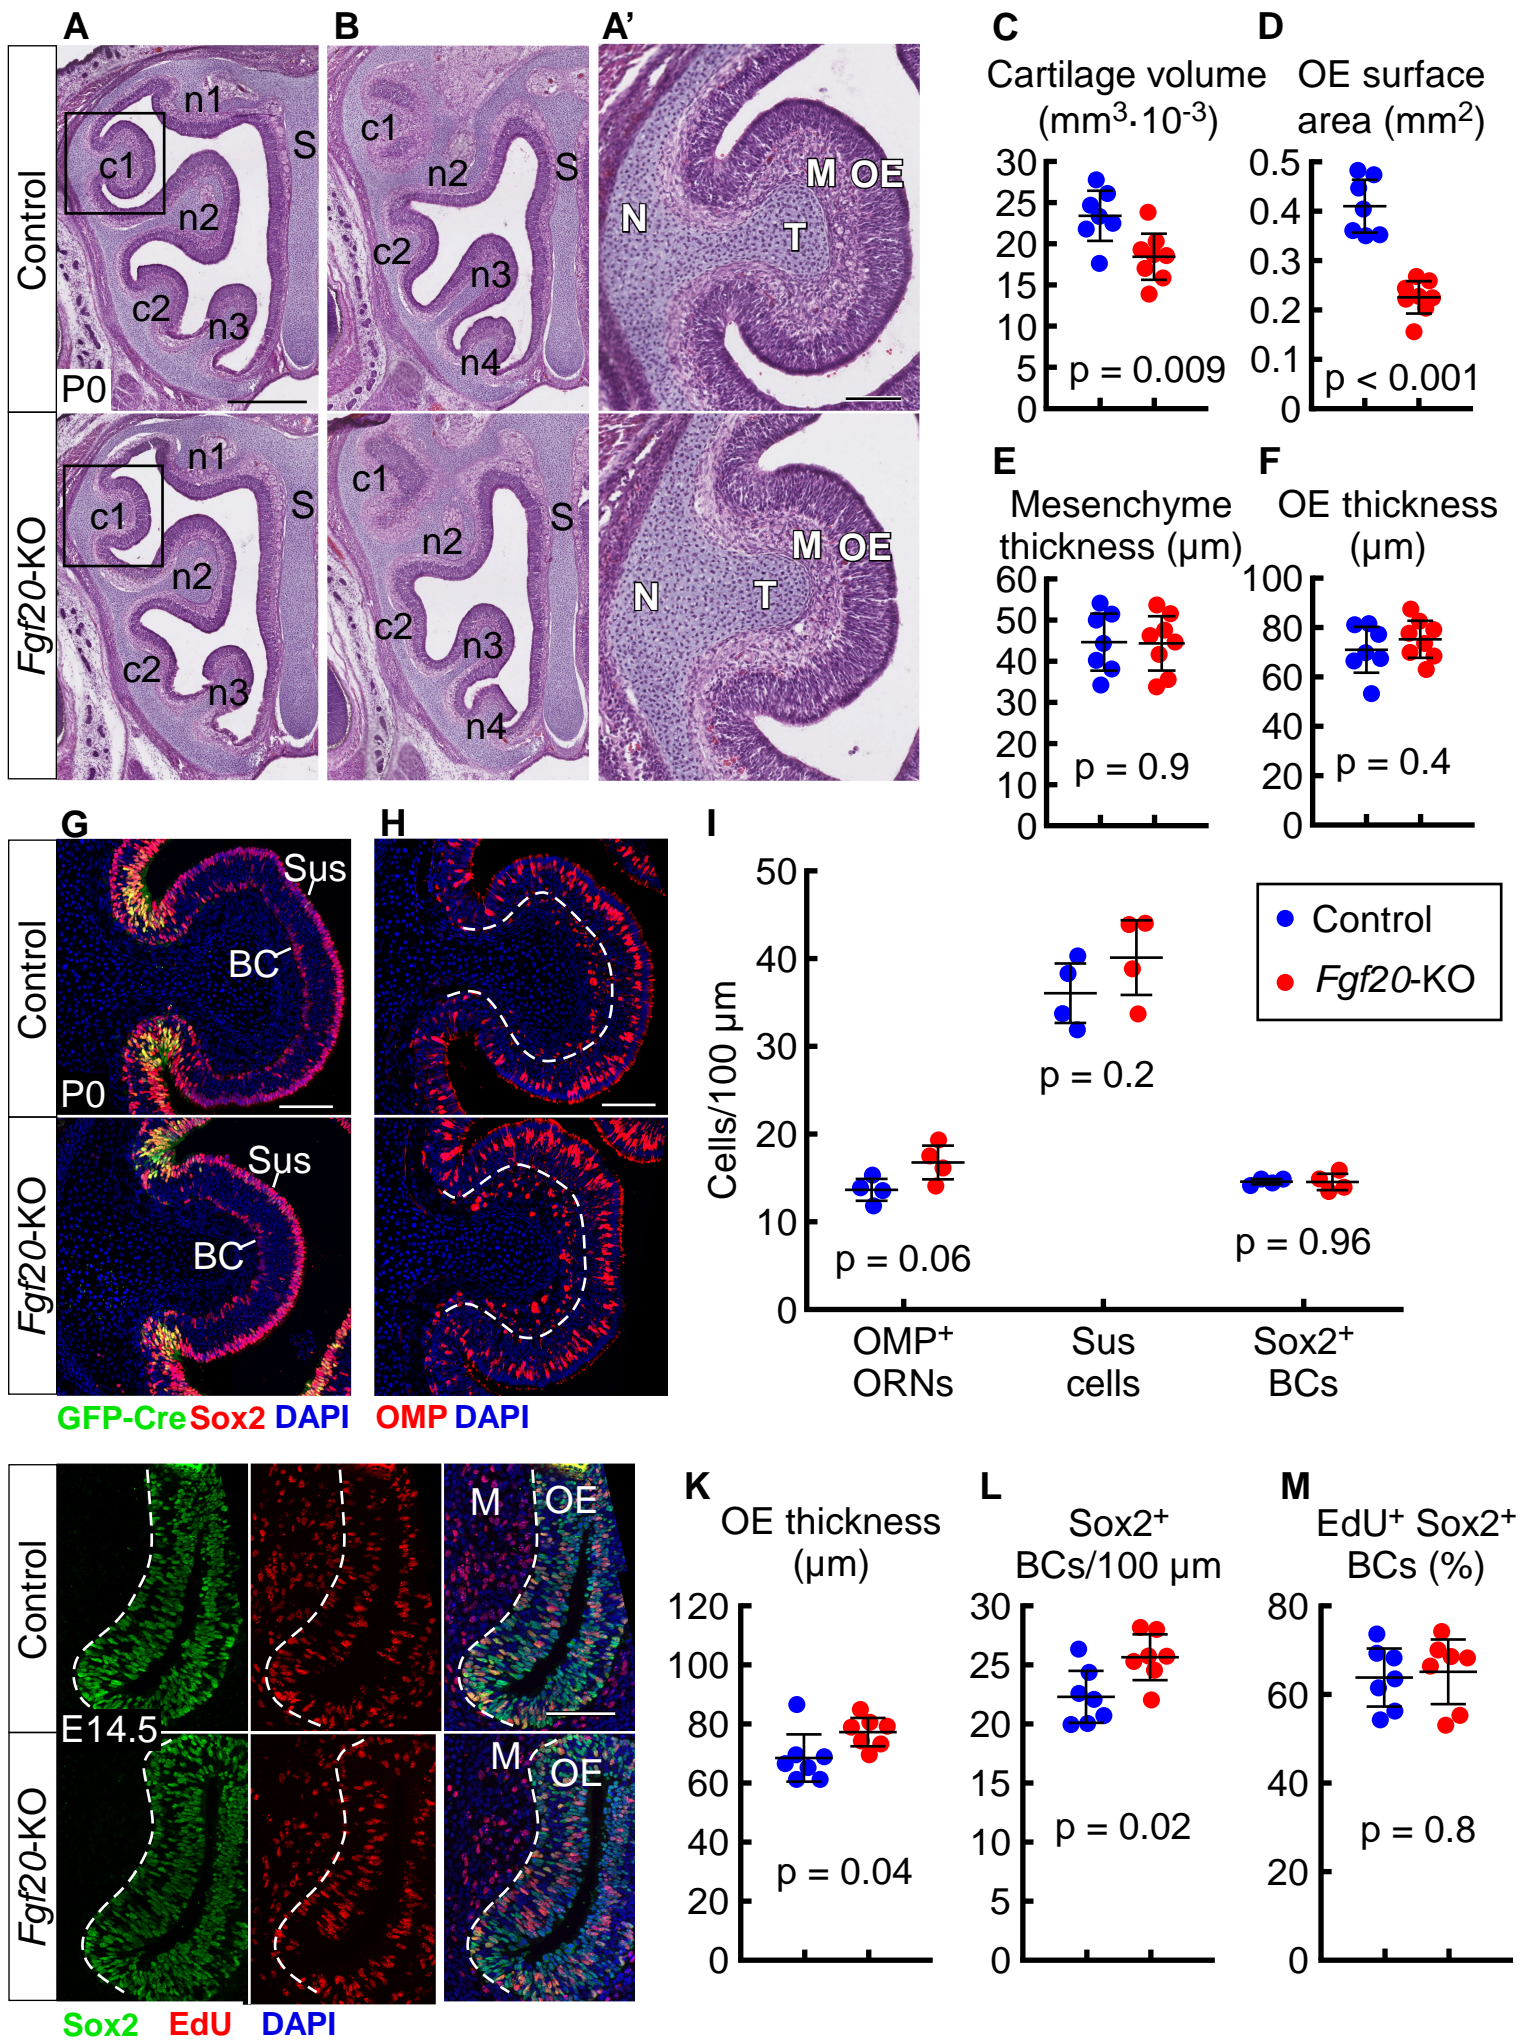 A B A’
Control
n1
c1
n2
c2
n3
S
P0
c1
n2
c2
n3
n4
S
M OE
N
T
Fgf20-KO
n1
c1
n2
c2
n3
S
c1
n2
c2
n3
n4
S
M OE
N
T
C
Cartilage volume
(mm3·10-3)
30
25
20
15
10
5
0
p = 0.009
D
OE surface
area (mm2)
0.5
0.4
0.3
0.2
0.1
0
p < 0.001
E
Mesenchyme
thickness (µm)
60
50
40
30
20
10
0
p = 0.9
F
OE thickness
(µm)
100
80
60
40
20
0
p = 0.4
G
Control
Sus
BC
P0
Fgf20-KO
Sus
BC
GFP-Cre Sox2 DAPI
H
OMP DAPI
I
Cells/100 µm
50
40
30
20
10
0
p = 0.06
p = 0.2
p = 0.96
OMP+
ORNs
Sus
cells
Sox2+
BCs
Control
Fgf20-KO
Control
E14.5
M OE
Fgf20-KO
M OE
Sox2 EdU DAPI
K
OE thickness
(µm)
120
100
80
60
40
20
0
p = 0.04
L
Sox2+
BCs/100 µm
30
25
20
15
10
5
0
p = 0.02
M
EdU+ Sox2+
BCs (%)
80
60
40
20
0
p = 0.8